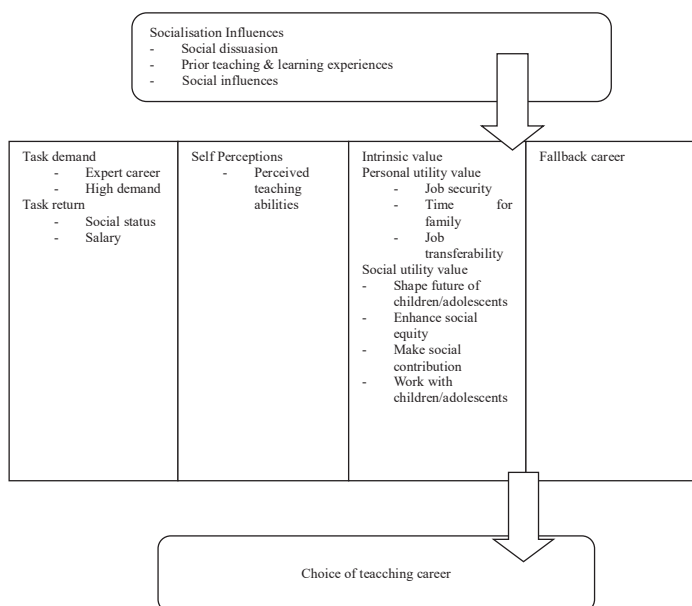 Socialisation Influences
- Social dissuasion
- Prior teaching & learning experiences
- Social influences
Task demand
- Expert career
- High demand
Task return
- Social status
- Salary
Self Perceptions
- Perceived
teaching
abilities
Intrinsic value
Personal utility value
- Job security
- Time for
family
- Job
transferability
Social utility value
- Shape future of
children/adolescents
- Enhance social
equity
- Make social
contribution
- Work with
children/adolescents
Fallback career
Choice of teacching career